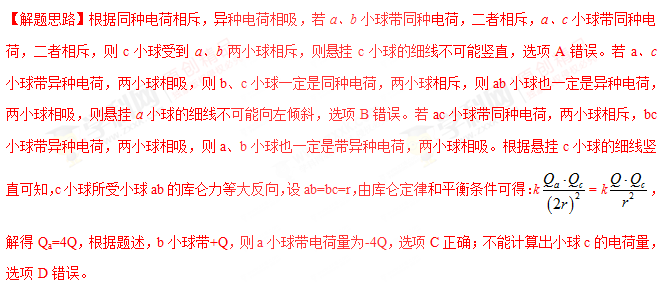 【解题思路】根据同种电荷相斥，异种电荷相吸，若 a、b 小球带同种电荷，二者相斥，a、c 小球带同种电
荷，二者相斥，则 c 小球受到 a、b 两小球相斥，则悬挂 c 小球的细线不可能竖直，选项 A 错误。若 a、c
小球带异种电荷，两小球相吸，则 b、c 小球一定是同种电荷，两小球相斥，则 ab 小球也一定是异种电荷，
两小球相吸，则悬挂 a 小球的细线不可能向左倾斜，选项 B 错误。若 ac 小球带同种电荷，两小球相斥，bc
小球带异种电荷，两小球相吸，则 a、b 小球也一定是带异种电荷，两小球相吸。根据悬挂 c 小球的细线竖
直可知，c 小球所受小球 ab 的库仑力等大反向，设 ab=bc=r，由库仑定律和平衡条件可得：k\frac{Q_a·Q_c}{(2r)^2} = k\frac{Q·Q_c}{r^2}，
解得 Qa=4Q，根据题述，b 小球带+Q，则 a 小球带电荷量为-4Q，选项 C 正确；不能计算出小球 c 的电荷量，
选项 D 错误。